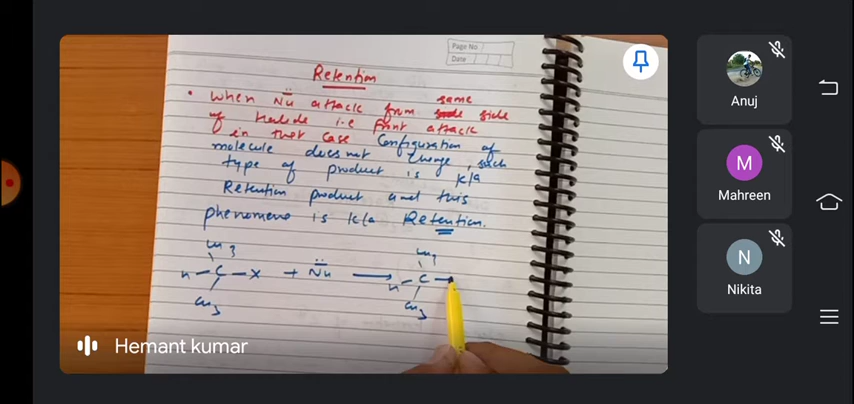 Page No
Date
Retention
• When Nu attack from same side
of halide i.e front attack
in that case configuration of
molecule does not change, such
type of product is k/a
Retention product and this
phenomeno is k/a Retention.
CH3
H – C – X + Nu → H – C –
CH3
CH3
CH3
Hemant kumar
Anuj
M
Mahreen
N
Nikita